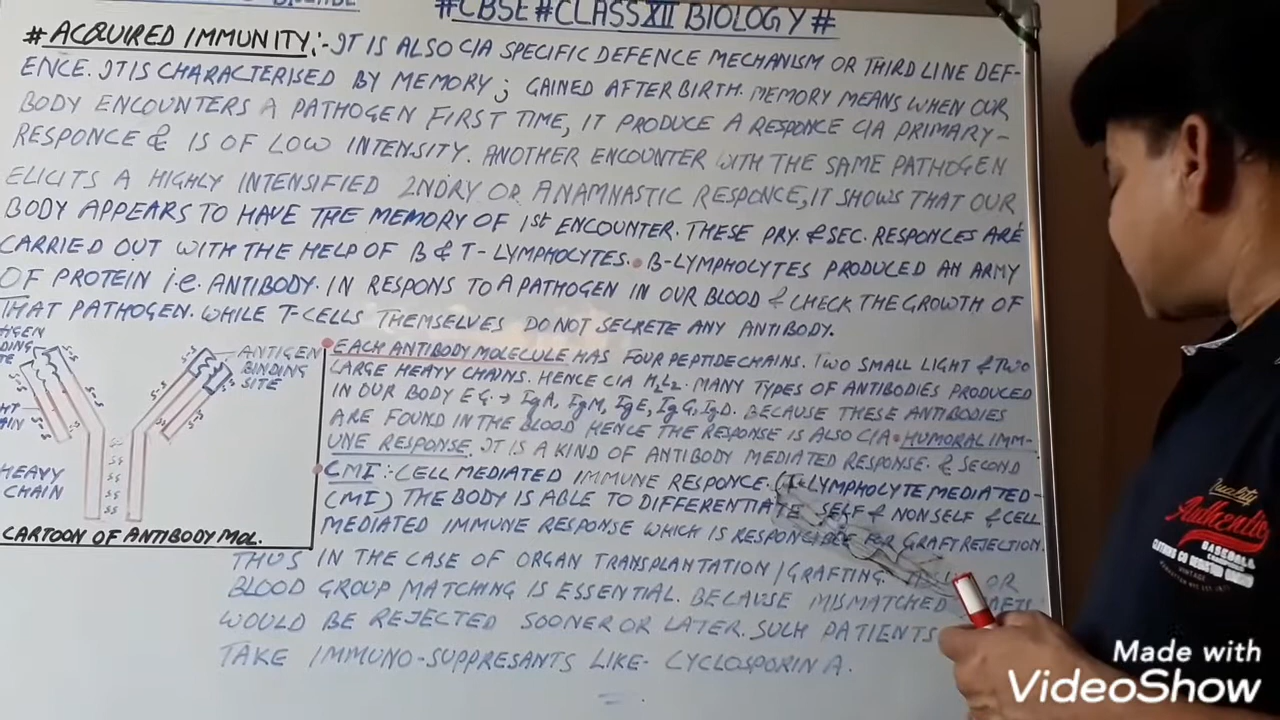 #CBSE#CLASS XII BIOLOGY#
#ACQUIRED IMMUNITY:-IT IS ALSO C/A SPECIFIC DEFENCE MECHANISM OR THIRD LINE DEF-
ENCE. IT IS CHARACTERISED BY MEMORY; GAINED AFTER BIRTH. MEMORY MEANS WHEN OUR
BODY ENCOUNTERS A PATHOGEN FIRST TIME, IT PRODUCE A RESPONCE C/A PRIMARY-
RESPONCE & IS OF LOW INTENSITY. ANOTHER ENCOUNTER WITH THE SAME PATHOGEN
ELICITS A HIGHLY INTENSIFIED 2NDRY OR ANAMNASTIC RESPONCE, IT SHOWS THAT OUR
BODY APPEARS TO HAVE THE MEMORY OF 1st ENCOUNTER. THESE PRY. & SEC. RESPONCES ARE
CARRIED OUT WITH THE HELP OF B & T-LYMPHOLYTES. B-LYMPHOLYTES PRODUCED AN ARMY
OF PROTEIN i.e. ANTIBODY. IN RESPONS TO A PATHOGEN IN OUR BLOOD & CHECK THE GROWTH OF
THAT PATHOGEN. WHILE T-CELLS THEMSELVES DO NOT SECRETE ANY ANTIBODY.
ANTIGEN
BINDING
SITE
HEAVY
CHAIN
CARTOON OF ANTIBODY MOL.
EACH ANTIBODY MOLECULE HAS FOUR PEPTIDE CHAINS. TWO SMALL LIGHT & TWO
LARGE HEAVY CHAINS. HENCE C/A H2L2. MANY TYPES OF ANTIBODIES PRODUCED
IN OUR BODY EG.→ IgA, IgM, IgE, IgG, IgD. BECAUSE THESE ANTIBODIES
ARE FOUND IN THE BLOOD HENCE THE RESPONSE IS ALSO C/A HUMORAL IMM-
UNE RESPONSE. IT IS A KIND OF ANTIBODY MEDIATED RESPONSE. & SECOND
CMI:-CELL MEDIATED IMMUNE RESPONCE. (T-LYMPHOLYTE MEDIATED-
(MI) THE BODY IS ABLE TO DIFFERENTIATE SELF & NONSELF & CELL
MEDIATED IMMUNE RESPONSE WHICH IS RESPONCIBLE FOR GRAFT REJECTION.
THUS IN THE CASE OF ORGAN TRANSPLANTATION/GRAFTING OR
BLOOD GROUP MATCHING IS ESSENTIAL. BECAUSE MISMATCHED
WOULD BE REJECTED SOONER OR LATER. SUCH PATIENTS
TAKE IMMUNO-SUPPRESANTS LIKE- CYCLOSPORIN A.
Quality
Authentic
BASEBALL
Made with
VideoShow